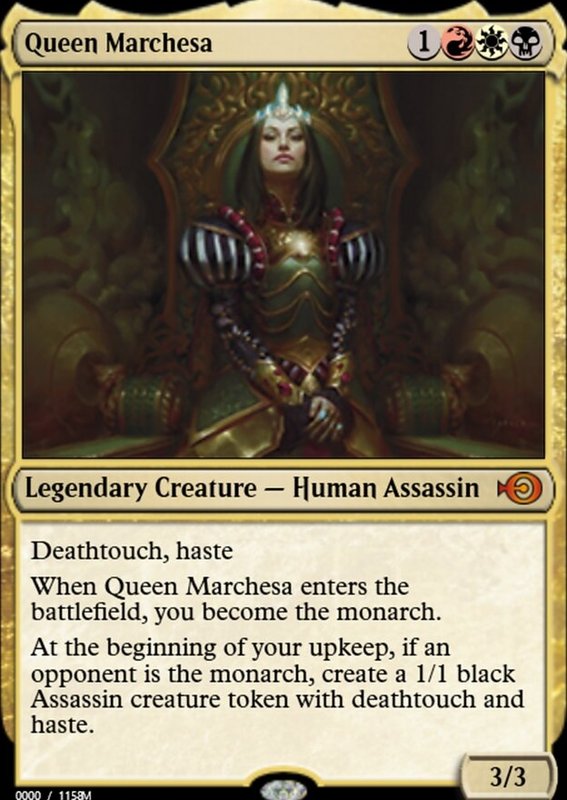 Queen Marchesa 1
Legendary Creature — Human Assassin
Deathtouch, haste
When Queen Marchesa enters the
battlefield, you become the monarch.
At the beginning of your upkeep, if an
opponent is the monarch, create a 1/1 black
Assassin creature token with deathtouch and
haste.
3/3
0000 / 1158M